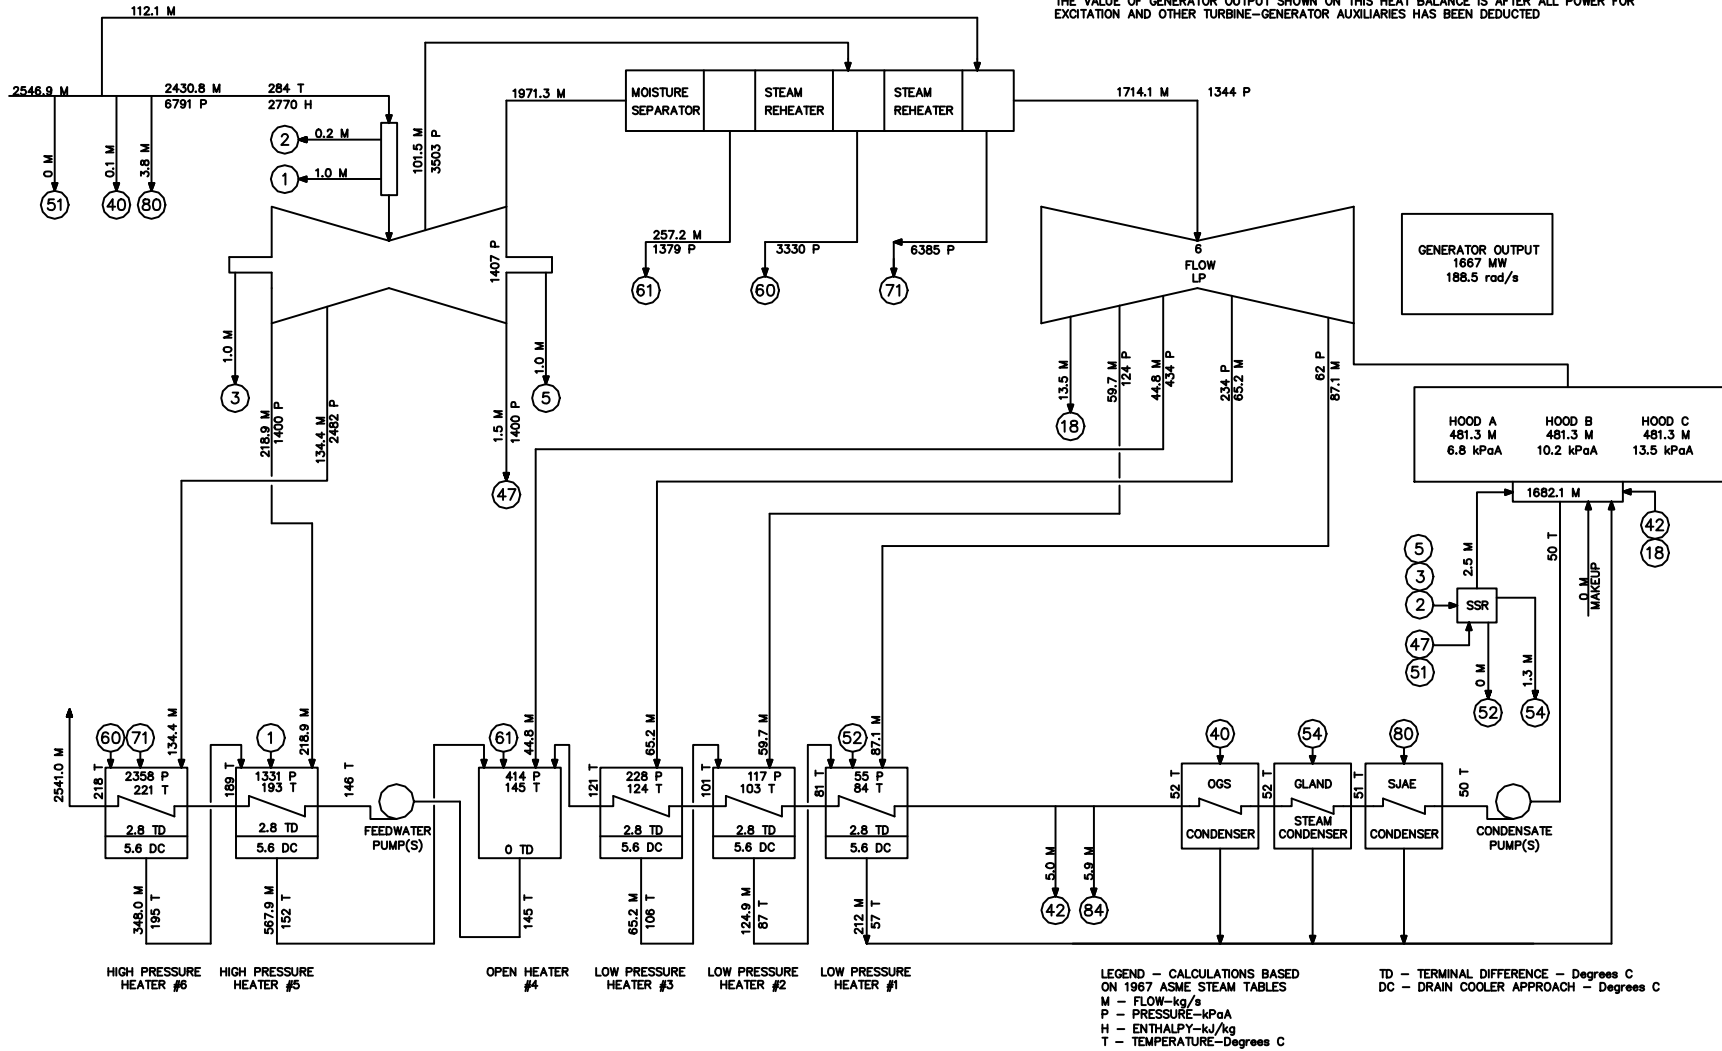 THE VALUE OF GENERATOR OUTPUT SHOWN ON THIS HEAT BALANCE IS AFTER ALL POWER FOR
EXCITATION AND OTHER TURBINE-GENERATOR AUXILIARIES HAS BEEN DEDUCTED
112.1 M
2546.9 M
2430.8 M
6791 P
284 T
2770 H
0 M
0.1 M
3.8 M
51
40
80
2
0.2 M
1
1.0 M
101.5 M
3503 P
1971.3 M
MOISTURE
SEPARATOR
STEAM
REHEATER
STEAM
REHEATER
1714.1 M
1344 P
257.2 M
1379 P
3330 P
6385 P
61
60
71
1407 P
6
FLOW
LP
GENERATOR OUTPUT
1667 MW
188.5 rad/s
1.0 M
3
218.9 M
1400 P
134.4 M
2482 P
1.5 M
1400 P
1.0 M
5
47
13.5 M
18
59.7 M
124 P
44.8 M
434 P
234 P
65.2 M
62 P
87.1 M
HOOD A
481.3 M
6.8 kPaA
HOOD B
481.3 M
10.2 kPaA
HOOD C
481.3 M
13.5 kPaA
1682.1 M
42
18
50 T
0 M
MAKEUP
2.5 M
5
3
2
SSR
47
51
0 M
52
1.3 M
54
2541.0 M
218 T
60
71
134.4 M
2358 P
221 T
2.8 TD
5.6 DC
348.0 M
195 T
189 T
1
218.9 M
1331 P
193 T
2.8 TD
5.6 DC
567.9 M
152 T
146 T
FEEDWATER
PUMP(S)
61
44.8 M
414 P
145 T
0 TD
145 T
121 T
65.2 M
228 P
124 T
2.8 TD
5.6 DC
65.2 M
106 T
101 T
59.7 M
117 P
103 T
2.8 TD
5.6 DC
124.9 M
87 T
81 T
52
87.1 M
55 P
84 T
2.8 TD
5.6 DC
212 M
57 T
5.0 M
42
5.9 M
84
40
52 T
OGS
CONDENSER
54
52 T
GLAND
STEAM
CONDENSER
80
51 T
SJAE
CONDENSER
50 T
CONDENSATE
PUMP(S)
HIGH PRESSURE
HEATER #6
HIGH PRESSURE
HEATER #5
OPEN HEATER
#4
LOW PRESSURE
HEATER #3
LOW PRESSURE
HEATER #2
LOW PRESSURE
HEATER #1
LEGEND - CALCULATIONS BASED
ON 1967 ASME STEAM TABLES
M - FLOW-kg/s
P - PRESSURE-kPaA
H - ENTHALPY-kJ/kg
T - TEMPERATURE-Degrees C
TD - TERMINAL DIFFERENCE - Degrees C
DC - DRAIN COOLER APPROACH - Degrees C